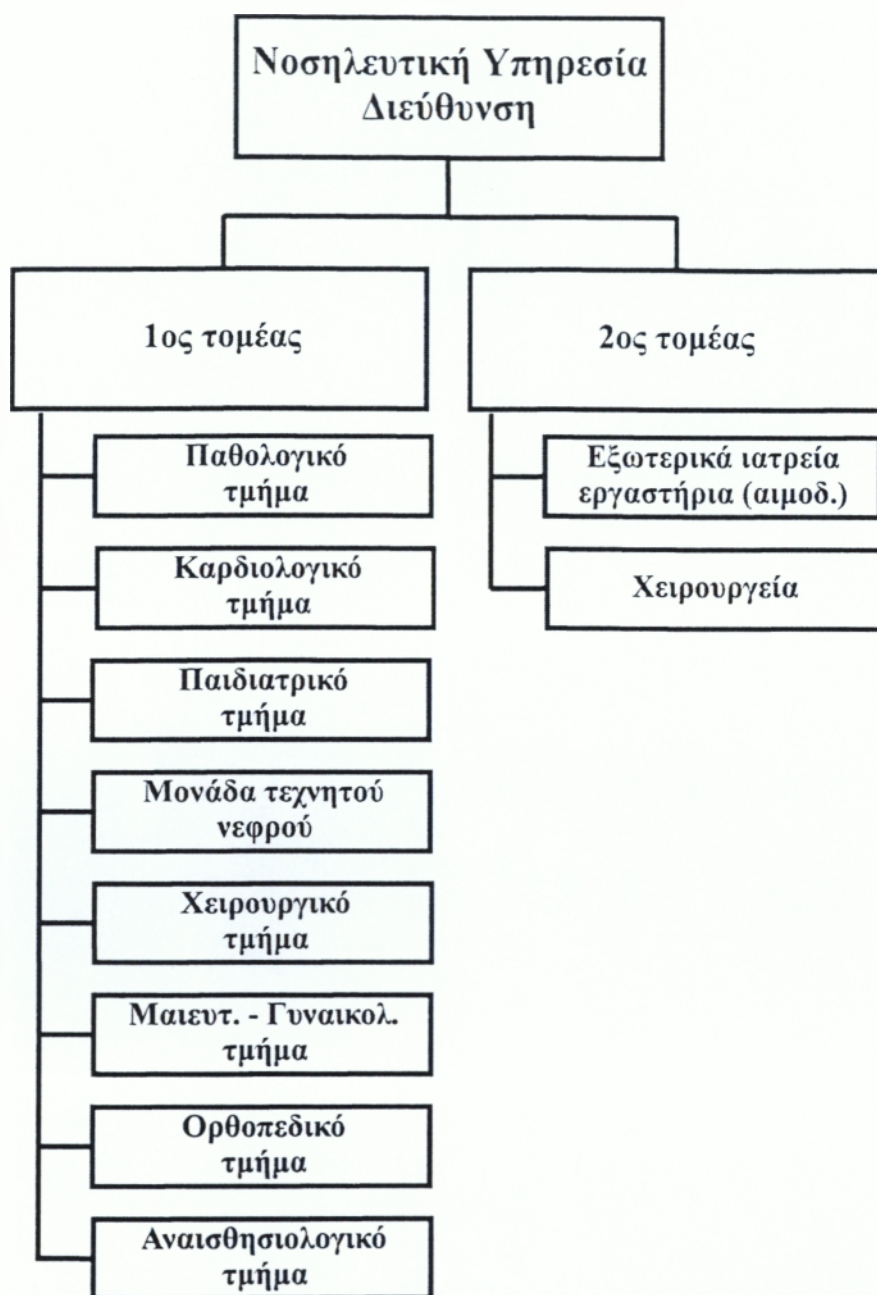 Νοσηλευτική Υπηρεσία
Διεύθυνση
1ος τομέας
Παθολογικό
τμήμα
Καρδιολογικό
τμήμα
Παιδιατρικό
τμήμα
Μονάδα τεχνητού
νεφρού
Χειρουργικό
τμήμα
Μαιευτ. - Γυναικολ.
τμήμα
Ορθοπεδικό
τμήμα
Αναισθησιολογικό
τμήμα
2ος τομέας
Εξωτερικά ιατρεία
εργαστήρια (αιμοδ.)
Χειρουργεία